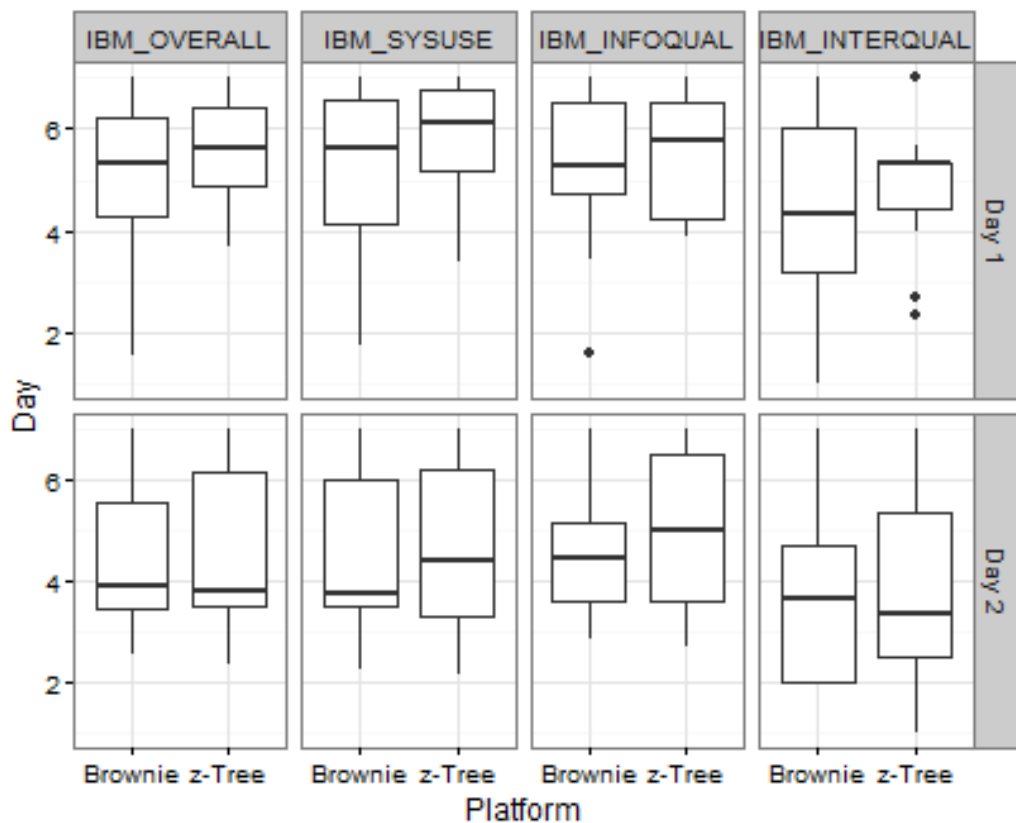 IBM_OVERALL IBM_SYSUSE IBM_INFOQUAL IBM_INTERQUAL
6
4
2
Day 1
Day
6
4
2
Day 2
Brownie z-Tree Brownie z-Tree Brownie z-Tree Brownie z-Tree
Platform